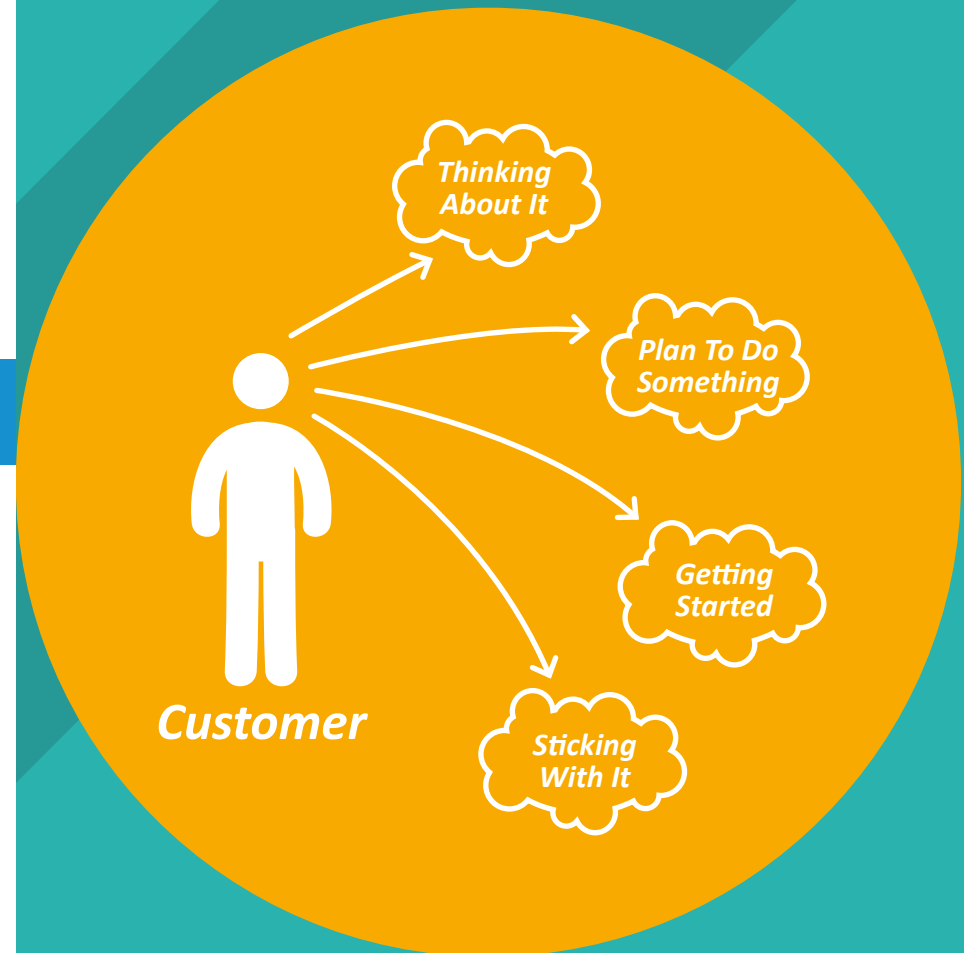 Thinking
About It
Plan To Do
Something
Getting
Started
Customer
Sticking
With It